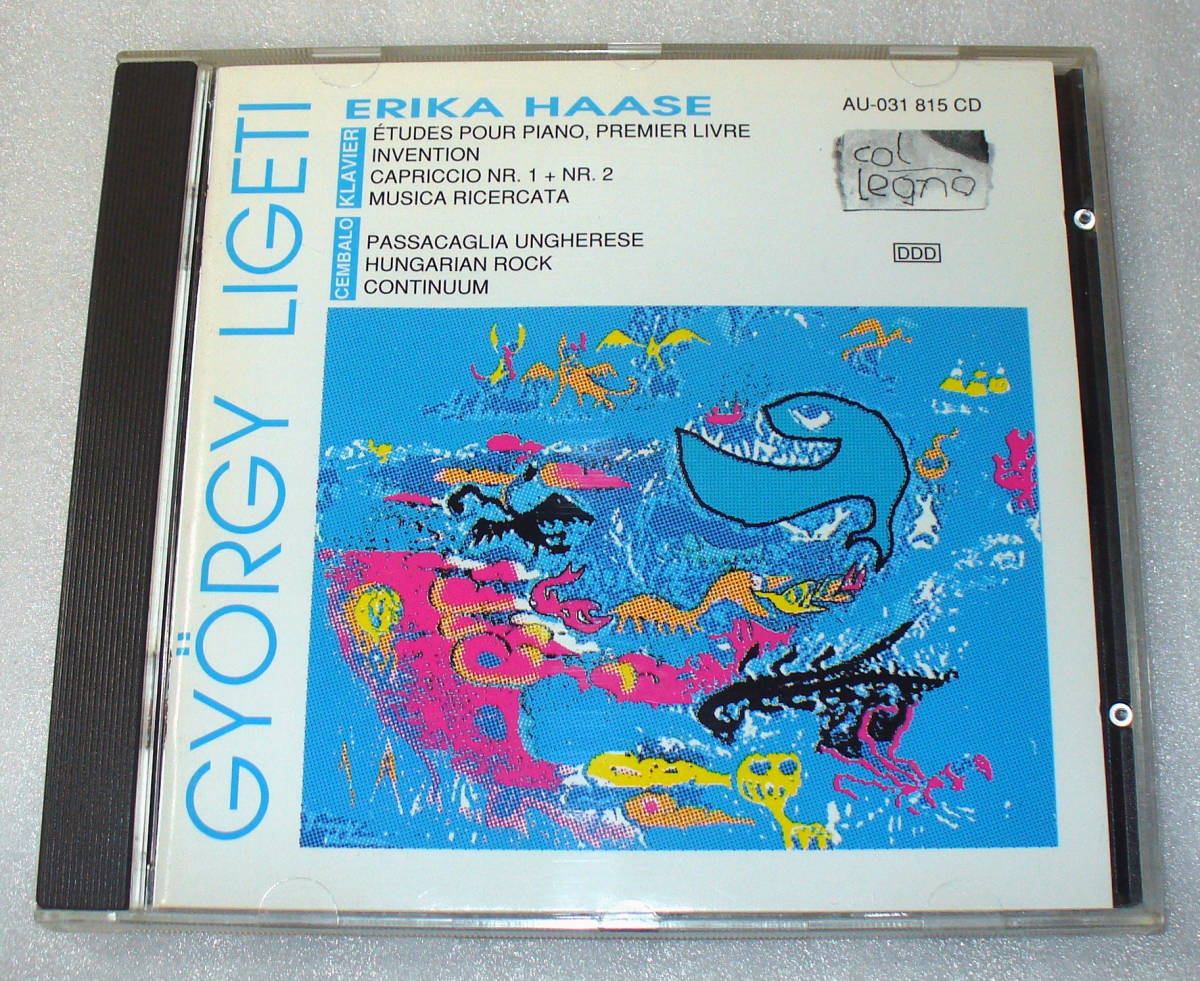 GYÖRGY LIGETI
ERIKA HAASE
KLAVIER
ÉTUDES POUR PIANO, PREMIER LIVRE
INVENTION
CAPRICCIO NR. 1 + NR. 2
MUSICA RICERCATA
CEMBALO
PASSACAGLIA UNGHERESE
HUNGARIAN ROCK
CONTINUUM
AU-031 815 CD
col
legno
DDD